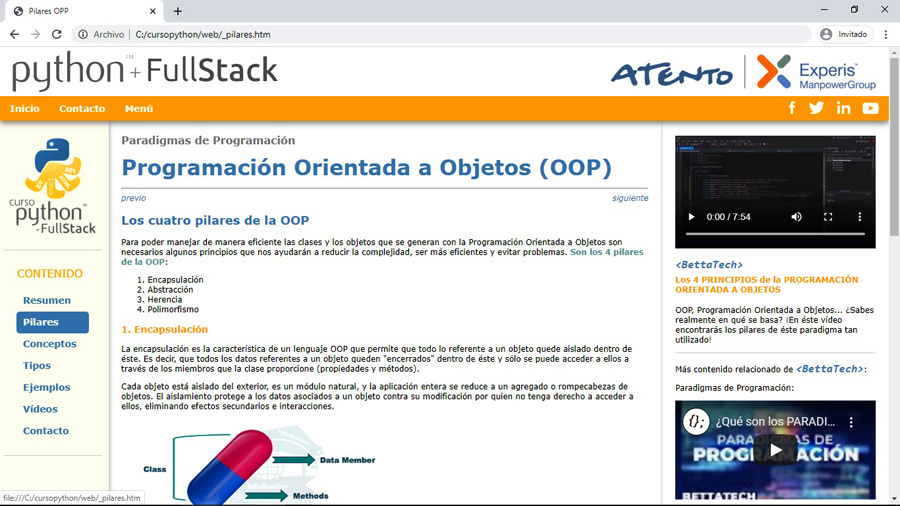 Pilares OPP
Archivo | C:/cursopython/web/_pilares.htm
Invitado
python™ + FullStack
ATENTO
Experis™
ManpowerGroup
Inicio Contacto Menú
curso
python™
+FullStack
CONTENIDO
Resumen
Pilares
Conceptos
Tipos
Ejemplos
Vídeos
Contacto
Paradigmas de Programación
Programación Orientada a Objetos (OOP)
previo siguiente
Los cuatro pilares de la OOP
Para poder manejar de manera eficiente las clases y los objetos que se generan con la Programación Orientada a Objetos son
necesarios algunos principios que nos ayudarán a reducir la complejidad, ser más eficientes y evitar problemas. Son los 4 pilares
de la OOP:
1. Encapsulación
2. Abstracción
3. Herencia
4. Polimorfismo
1. Encapsulación
La encapsulación es la característica de un lenguaje OOP que permite que todo lo referente a un objeto quede aislado dentro de
éste. Es decir, que todos los datos referentes a un objeto queden "encerrados" dentro de éste y sólo se puede acceder a ellos a
través de los miembros que la clase proporcione (propiedades y métodos).
Cada objeto está aislado del exterior, es un módulo natural, y la aplicación entera se reduce a un agregado o rompecabezas de
objetos. El aislamiento protege a los datos asociados a un objeto contra su modificación por quien no tenga derecho a acceder a
ellos, eliminando efectos secundarios e interacciones.
Class
Data Member
Methods
0:00 / 7:54
<BettaTech>
Los 4 PRINCIPIOS de la PROGRAMACIÓN
ORIENTADA A OBJETOS
OOP, Programación Orientada a Objetos... ¿Sabes
realmente en qué se basa? ¡En éste vídeo
encontrarás los pilares de éste paradigma tan
utilizado!
Más contenido relacionado de <BettaTech>:
Paradigmas de Programación:
{};
¿Qué son los PARADI...
PARADIGMAS DE
PROGRAMACIÓN
BETTATECH
file:///C:/cursopython/web/_pilares.htm